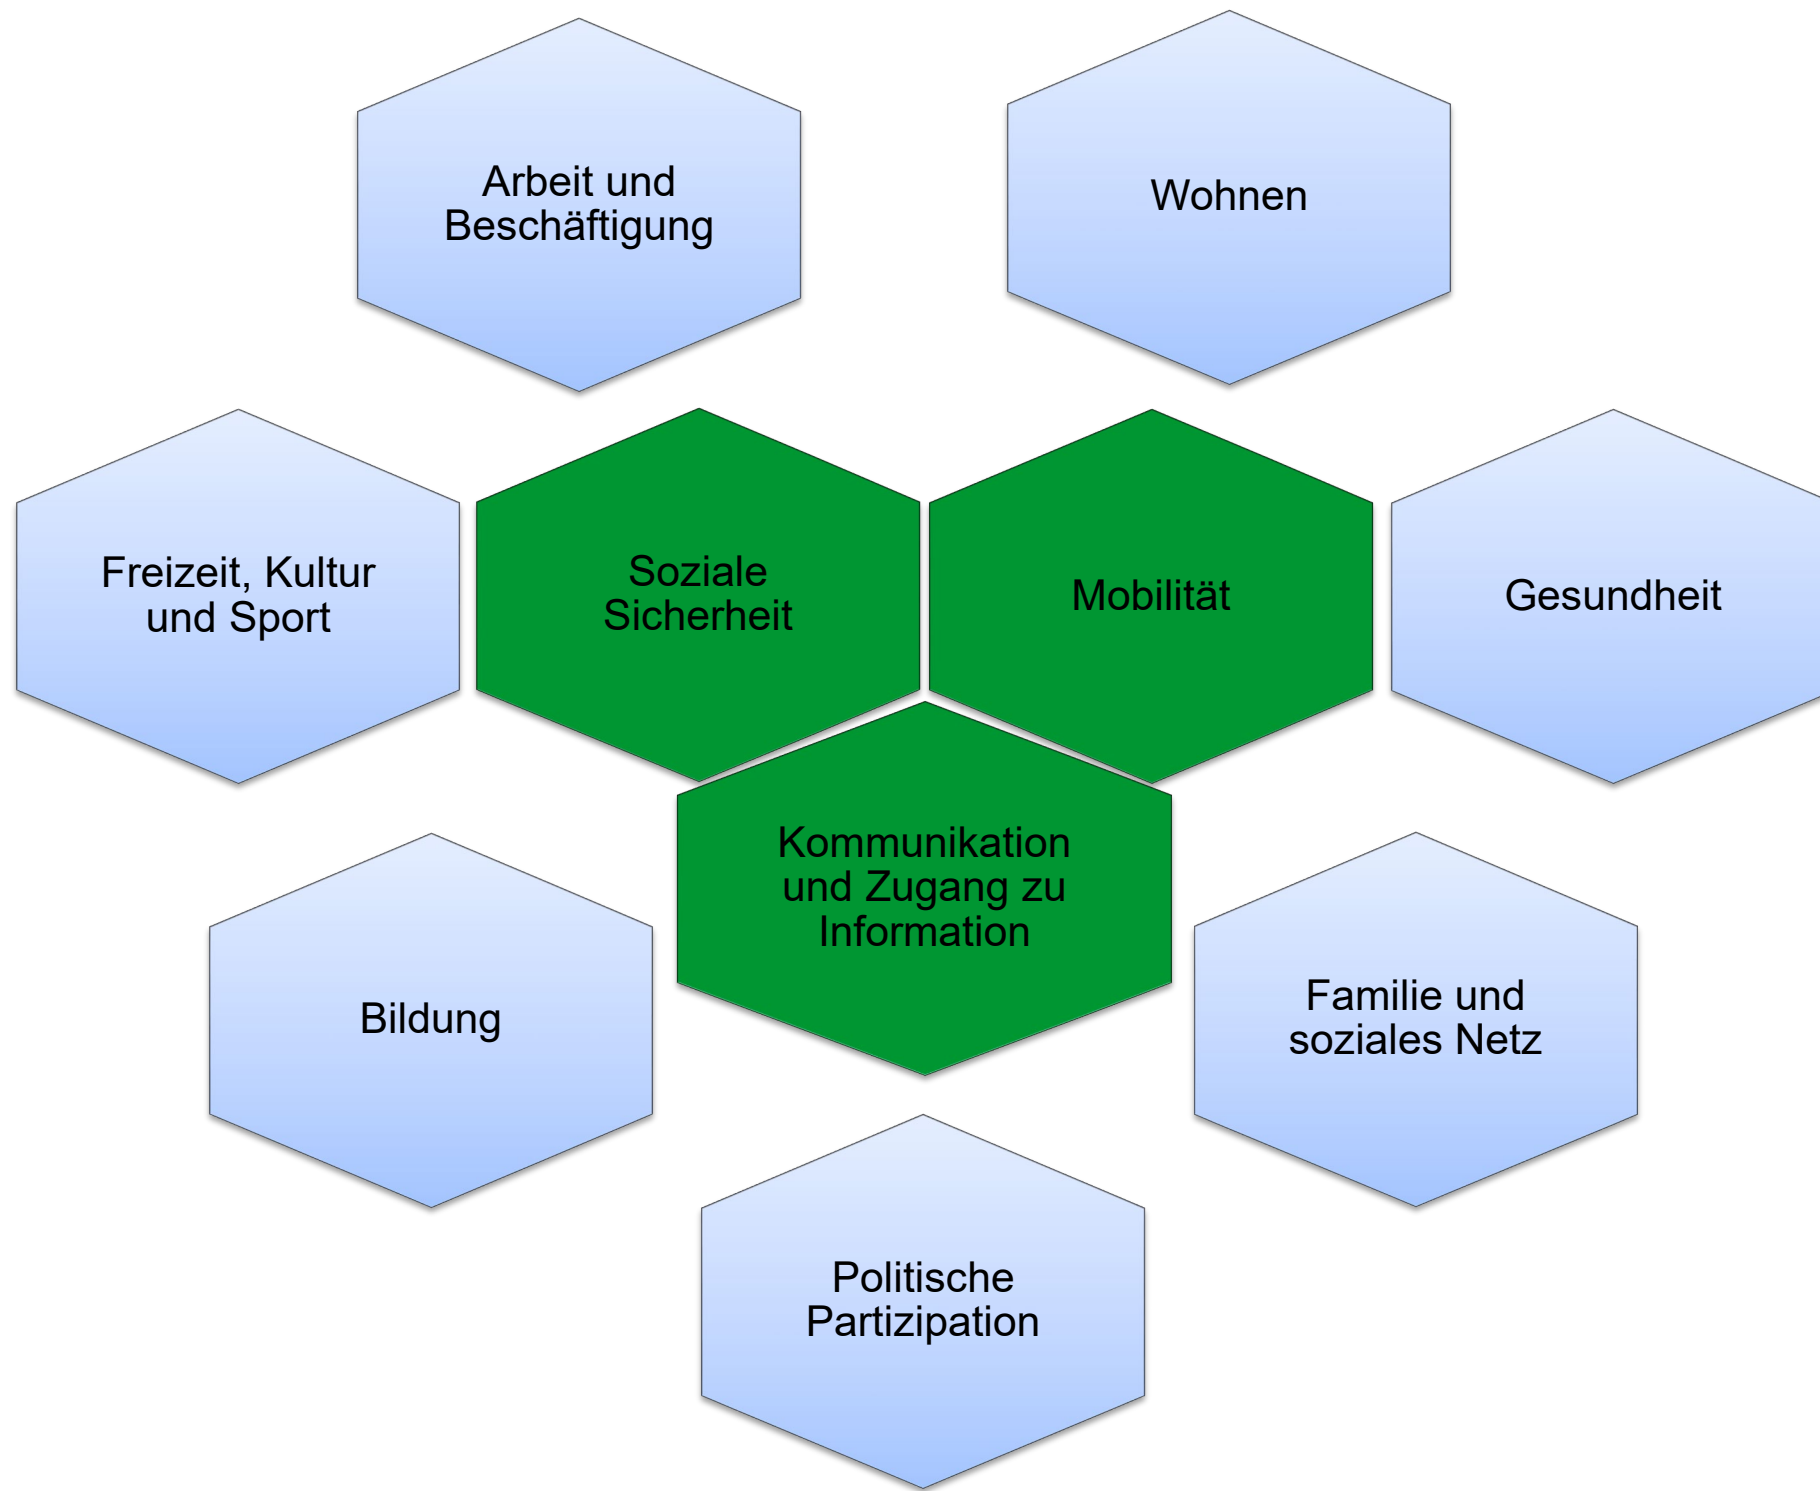 Arbeit und
Beschäftigung
Wohnen
Freizeit, Kultur
und Sport
Soziale
Sicherheit
Mobilität
Gesundheit
Kommunikation
und Zugang zu
Information
Bildung
Familie und
soziales Netz
Politische
Partizipation